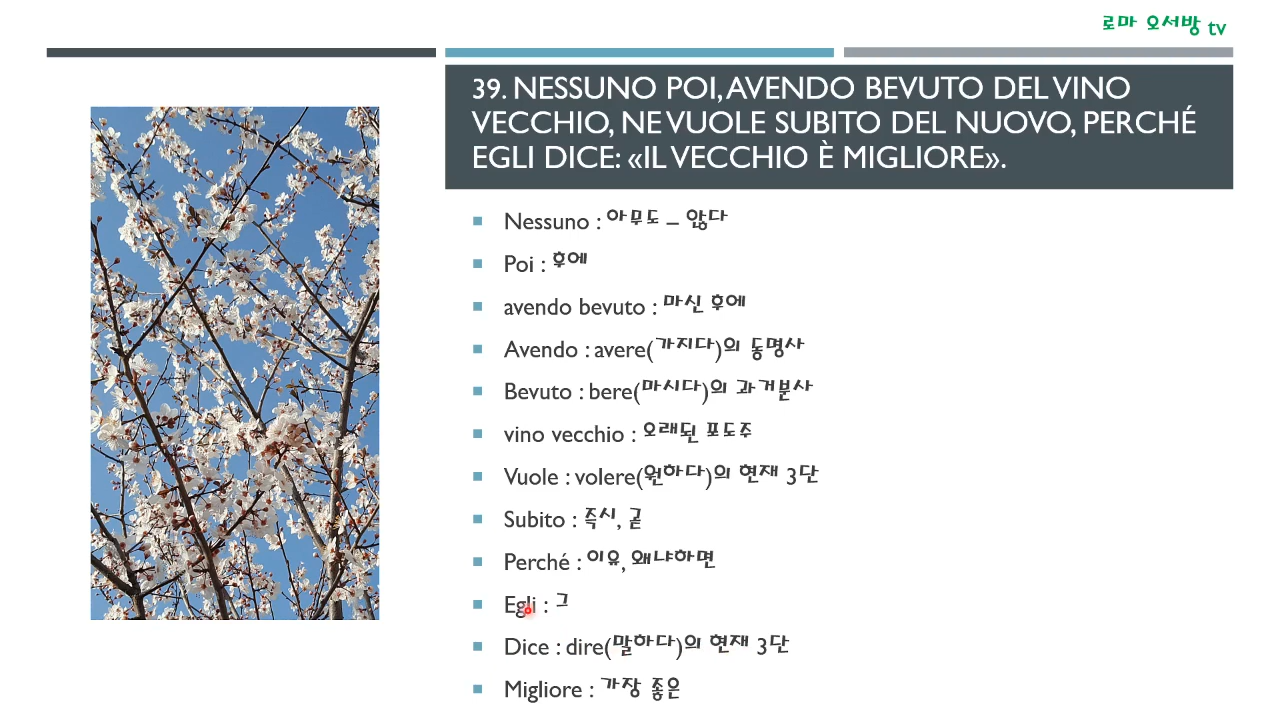 로마 오서방 tv
39. NESSUNO POI, AVENDO BEVUTO DEL VINO
VECCHIO, NE VUOLE SUBITO DEL NUOVO, PERCHÉ
EGLI DICE: «IL VECCHIO È MIGLIORE».
Nessuno : 아무도 – 않다
Poi : 후에
avendo bevuto : 마신 후에
Avendo : avere(가지다)의 동명사
Bevuto : bere(마시다)의 과거분사
vino vecchio : 오래된 포도주
Vuole : volere(원하다)의 현재 3단
Subito : 즉시, 곧
Perché : 이유, 왜냐하면
Egli : 그
Dice : dire(말하다)의 현재 3단
Migliore : 가장 좋은